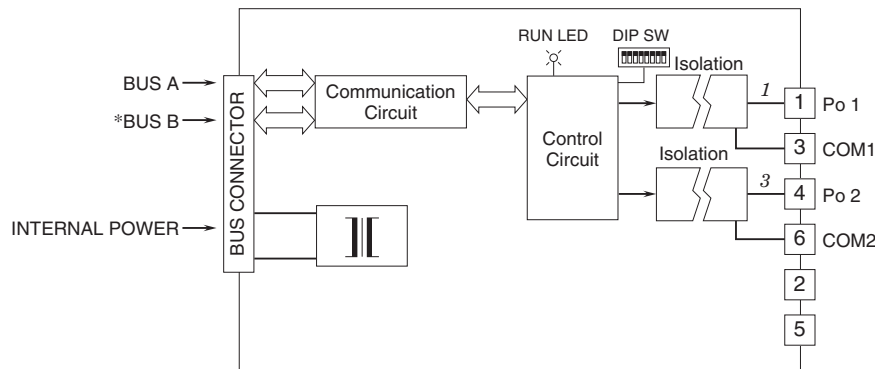 RUN LED
DIP SW
Isolation
BUS A
*BUS B
BUS CONNECTOR
Communication
Circuit
Control
Circuit
1
1
Po 1
3
COM1
Isolation
3
4
Po 2
6
COM2
INTERNAL POWER
2
5